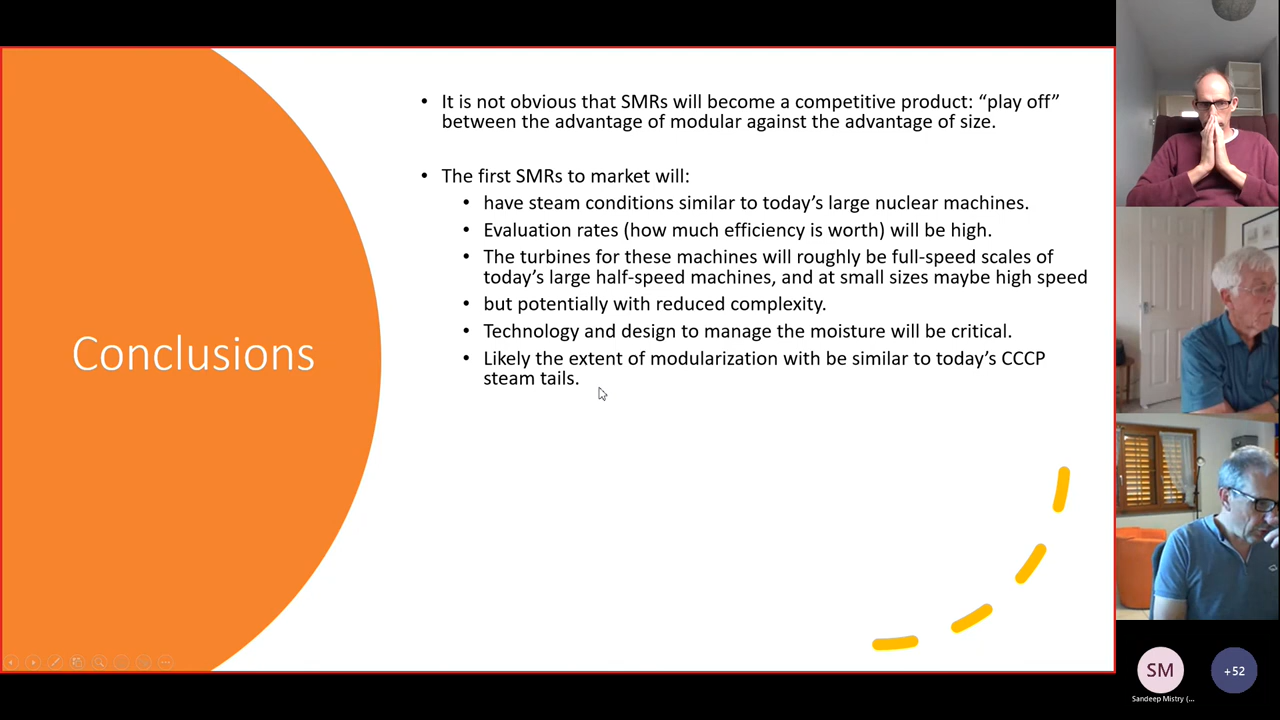 Conclusions
• It is not obvious that SMRs will become a competitive product: “play off”
between the advantage of modular against the advantage of size.
• The first SMRs to market will:
• have steam conditions similar to today’s large nuclear machines.
• Evaluation rates (how much efficiency is worth) will be high.
• The turbines for these machines will roughly be full-speed scales of
today’s large half-speed machines, and at small sizes maybe high speed
• but potentially with reduced complexity.
• Technology and design to manage the moisture will be critical.
• Likely the extent of modularization with be similar to today’s CCCP
steam tails.
SM
+52
Sandeep Mistry (...